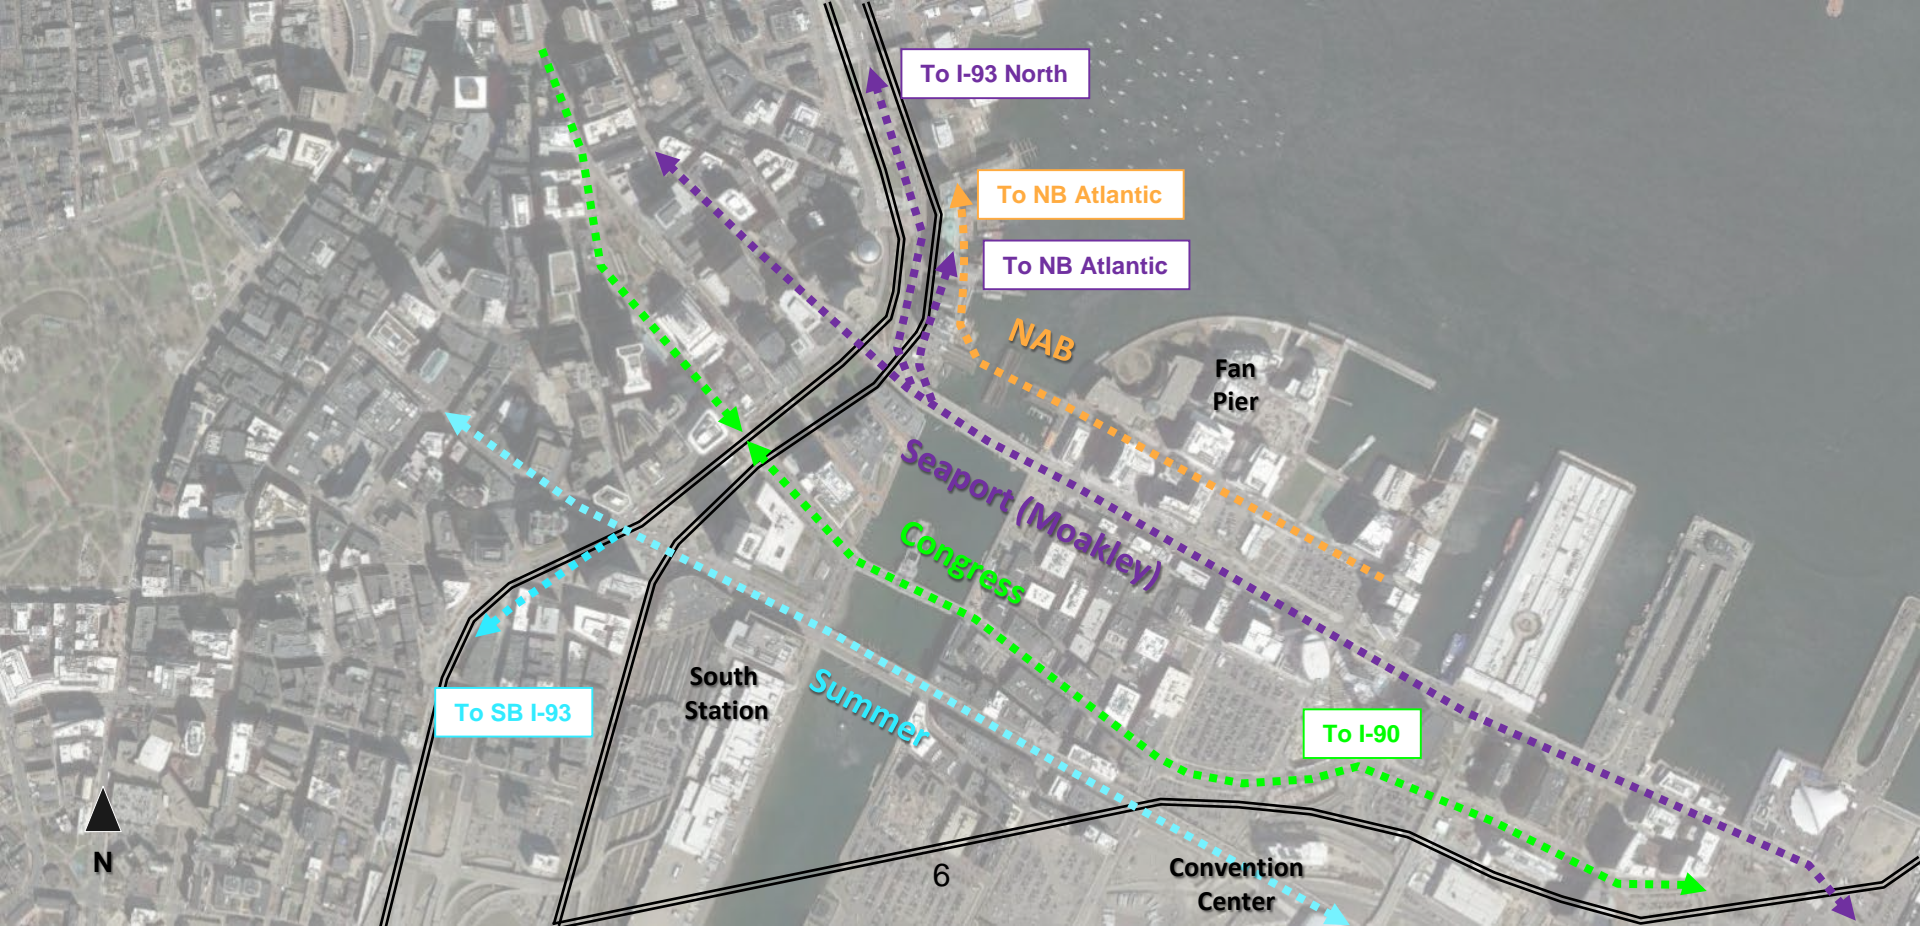 To I-93 North
To NB Atlantic
To NB Atlantic
NAB
Fan
Pier
Seaport (Moakley)
Congress
South
Station
Summer
To SB I-93
To I-90
N
6
Convention
Center